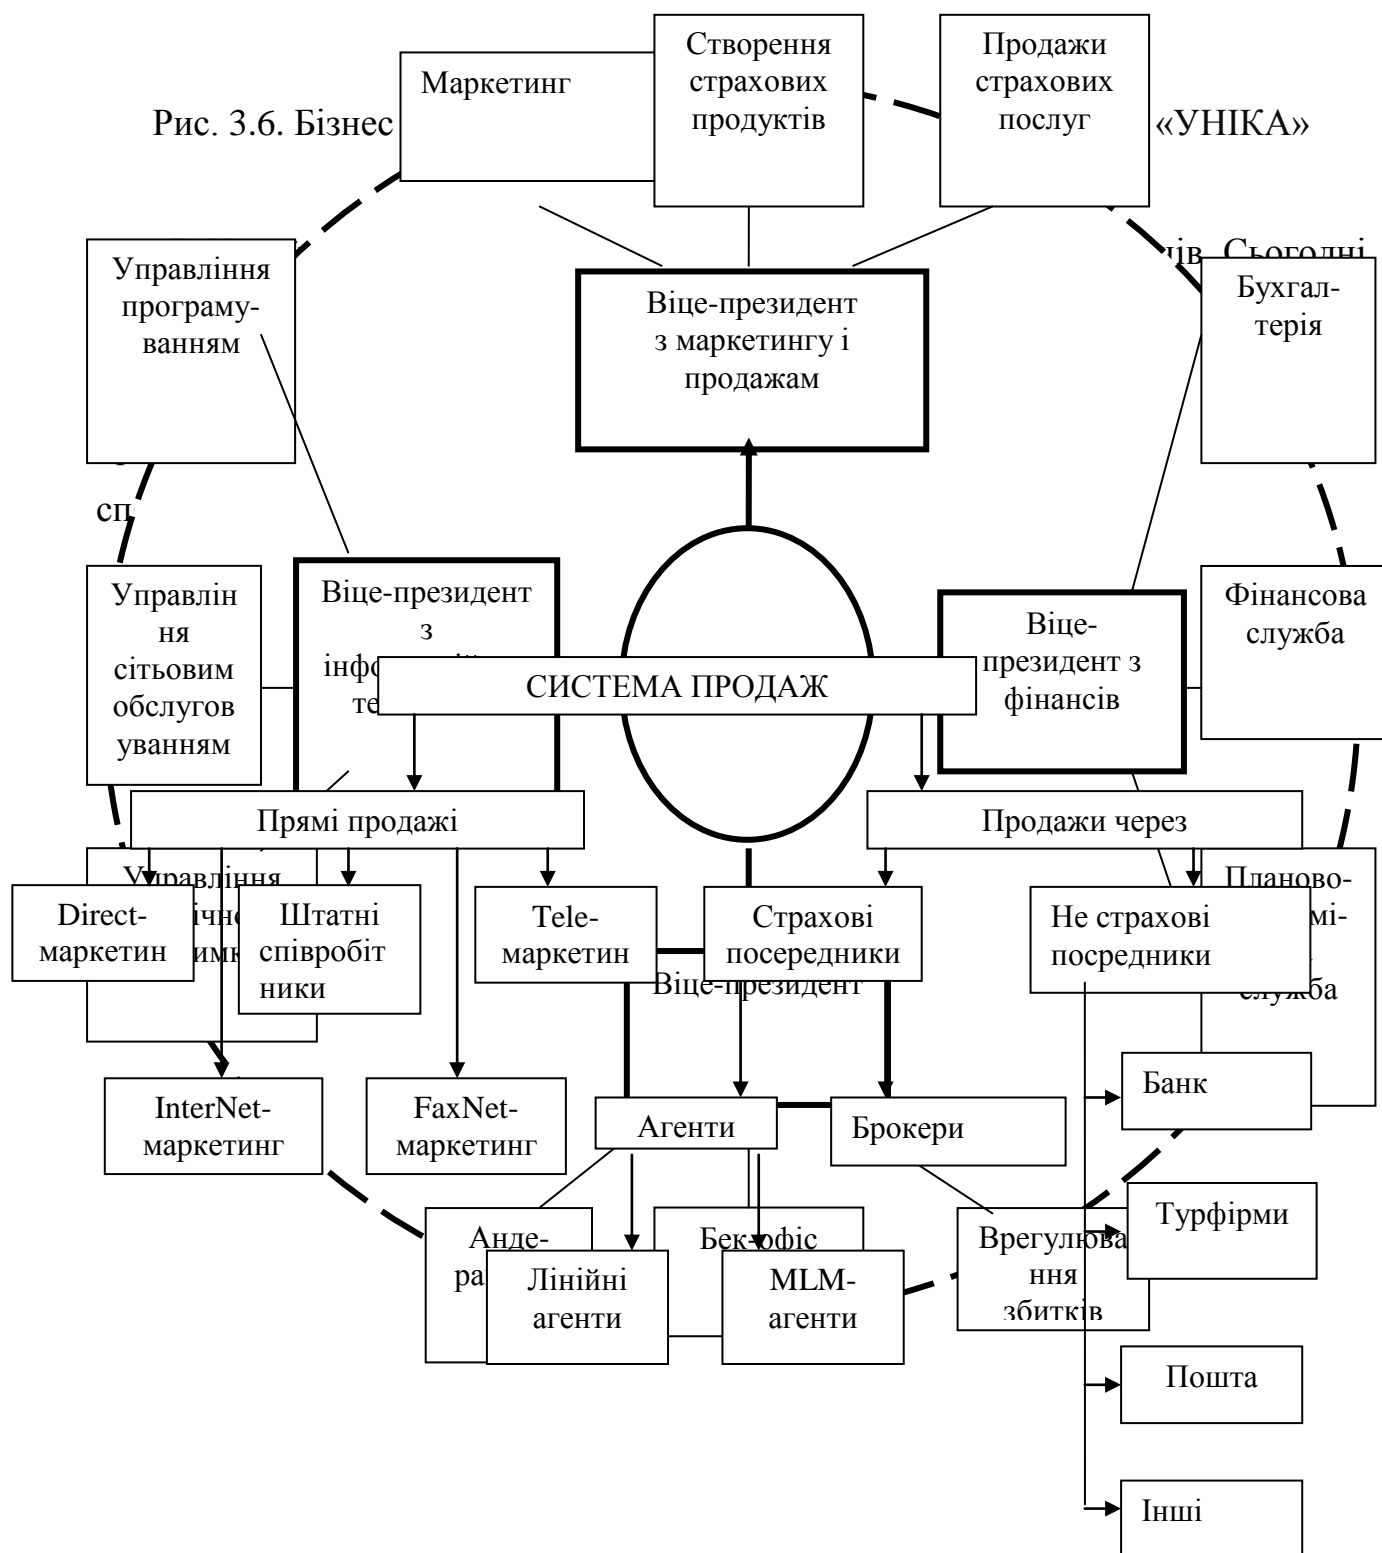 Маркетинг
Створення
страхових
продуктів
Продажи
страхових
послуг
Рис. 3.6. Бізнес
«УНІКА»
Сьогодні
Управління
програму-
ванням
Віце-президент
з маркетингу і
продажам
Бухгал-
терія
Управлін
ня
сітьовим
обслугов
уванням
Віце-президент
з
Віце-
президент з
фінансів
Фінансова
служба
СИСТЕМА ПРОДАЖ
Прямі продажі
Продажи через
Управління
Планово-
служба
Direct-
маркетин
Штатні
співробіт
ники
Tele-
маркетин
Страхові
посередники
Не страхові
посредники
Віце-президент
InterNet-
маркетинг
FaxNet-
маркетинг
Агенти
Брокери
Банк
Турфірми
Анде-
Бек-офіс
Врегулюва
ння
збитків
Лінійні
агенти
MLM-
агенти
Пошта
Інші